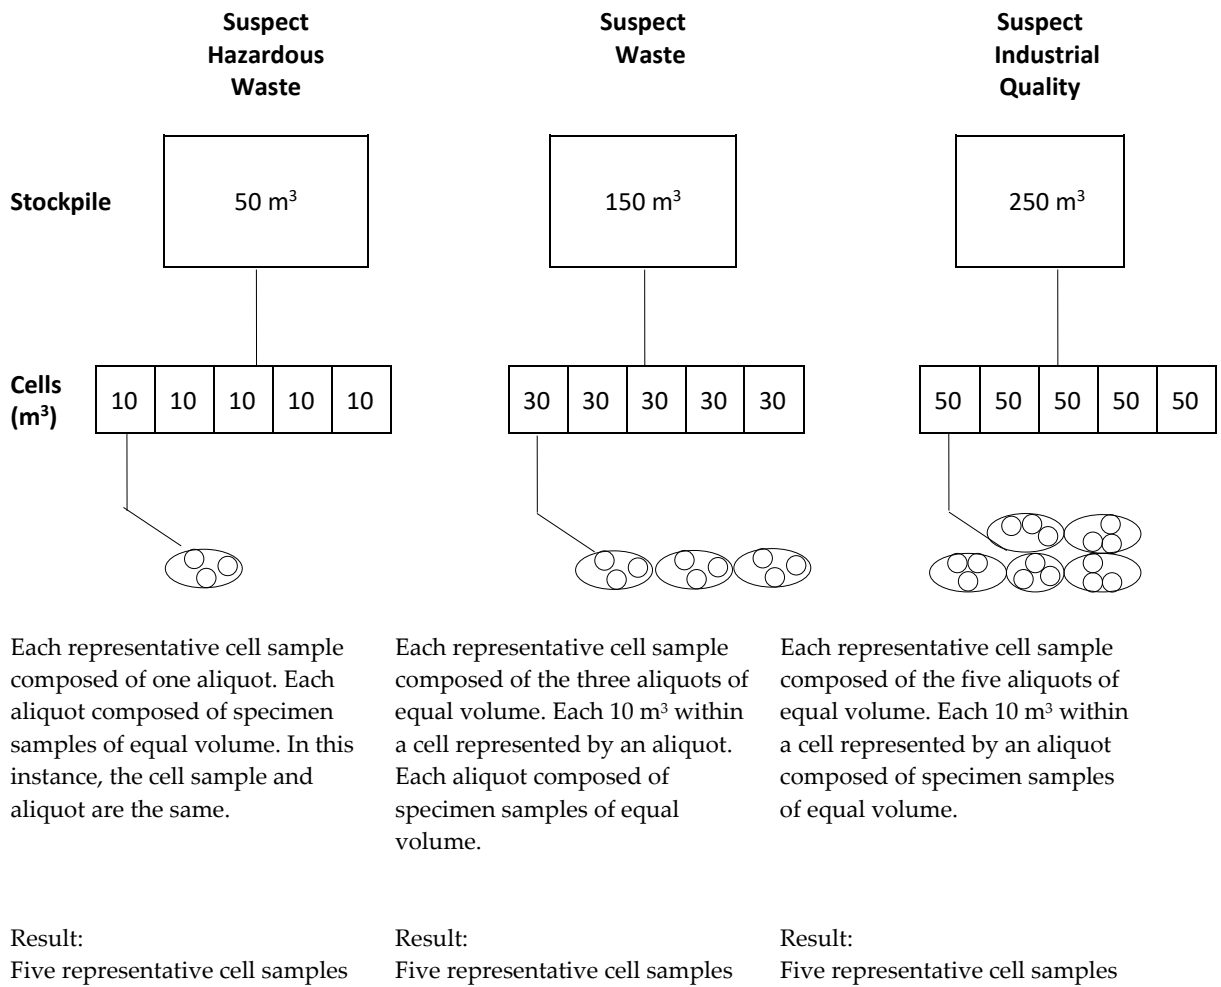 Suspect
Hazardous
Waste
Suspect
Waste
Suspect
Industrial
Quality
Stockpile
50 m³
150 m³
250 m³
Cells
(m³)
10 10 10 10 10
30 30 30 30 30
50 50 50 50 50
Each representative cell sample
composed of one aliquot. Each
aliquot composed of specimen
samples of equal volume. In this
instance, the cell sample and
aliquot are the same.
Each representative cell sample
composed of the three aliquots of
equal volume. Each 10 m³ within
a cell represented by an aliquot.
Each aliquot composed of
specimen samples of equal
volume.
Each representative cell sample
composed of the five aliquots of
equal volume. Each 10 m³ within
a cell represented by an aliquot
composed of specimen samples
of equal volume.
Result:
Five representative cell samples
Result:
Five representative cell samples
Result:
Five representative cell samples